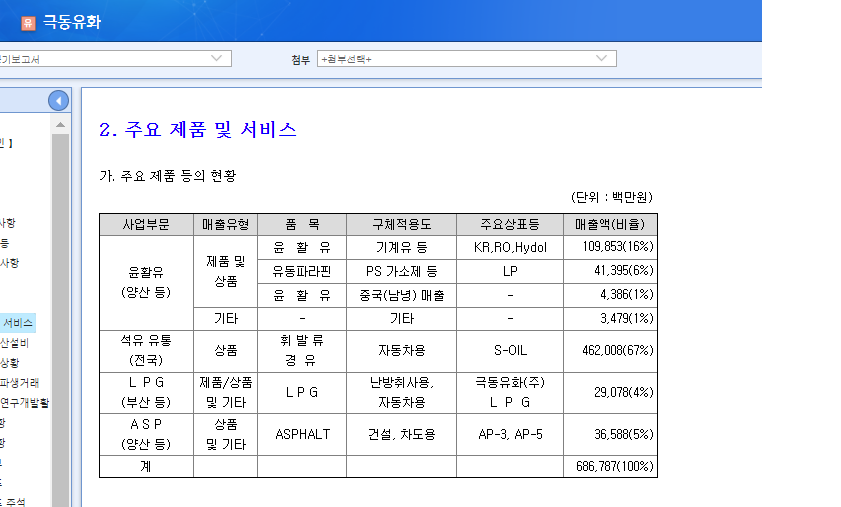 유 극동유화
기보고서
첨부 +첨부선택+
인 】
사항
등
사항
서비스
산설비
상황
파생거래
연구개발활
황
황
2. 주요 제품 및 서비스
가. 주요 제품 등의 현황
(단위 : 백만원)
사업부문 매출유형 품 목 구체적용도 주요상표등 매출액(비율)
윤활유
(양산 등)
제품 및
상품
윤 활 유 기계유 등 KR,RO,Hydol 109,853(16%)
유동파라핀 PS 가소제 등 LP 41,395(6%)
윤 활 유 중국(남녕) 매출 - 4,386(1%)
기타 - 기타 - 3,479(1%)
석유 유통
(전국)
상품
휘 발 류
경 유
자동차용
S-OIL
462,008(67%)
L P G
(부산 등)
제품/상품
및 기타
L P G
난방취사용,
자동차용
극동유화(주)
L P G
29,078(4%)
A S P
(양산 등)
상품
및 기타
ASPHALT
건설, 차도용
AP-3, AP-5
36,588(5%)
계 686,787(100%)
주석